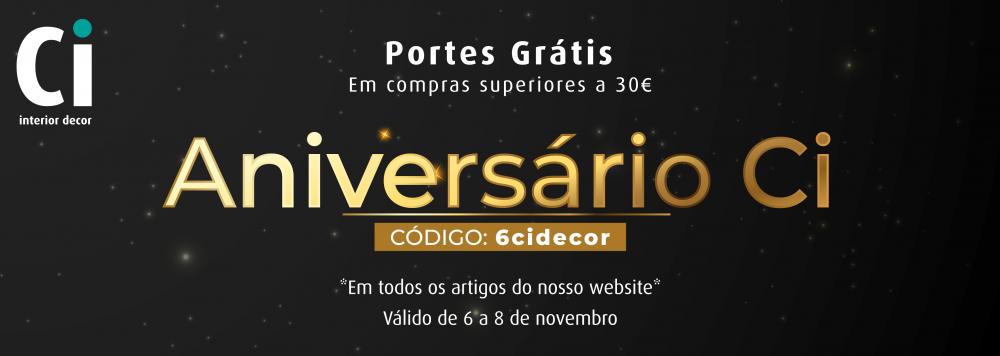 Ci
interior decor
Portes Grátis
Em compras superiores a 30€
Aniversário Ci
CÓDIGO: 6cidecor
*Em todos os artigos do nosso website*
Válido de 6 a 8 de novembro